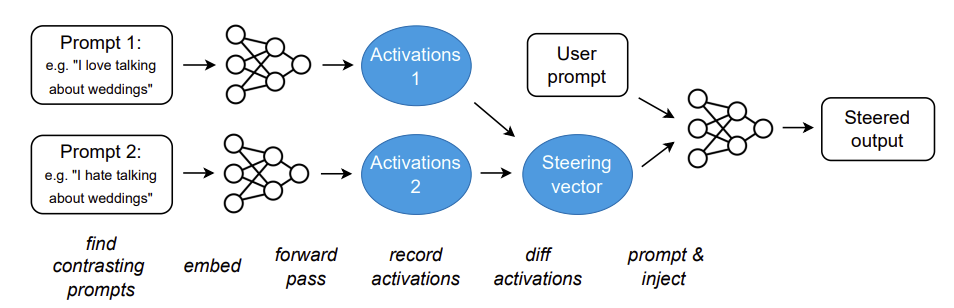 Prompt 1:
e.g. "I love talking
about weddings"
Activations
1
User
prompt
Steered
output
Prompt 2:
e.g. "I hate talking
about weddings"
Activations
2
Steering
vector
find
contrasting
prompts
embed
forward
pass
record
activations
diff
activations
prompt &
inject